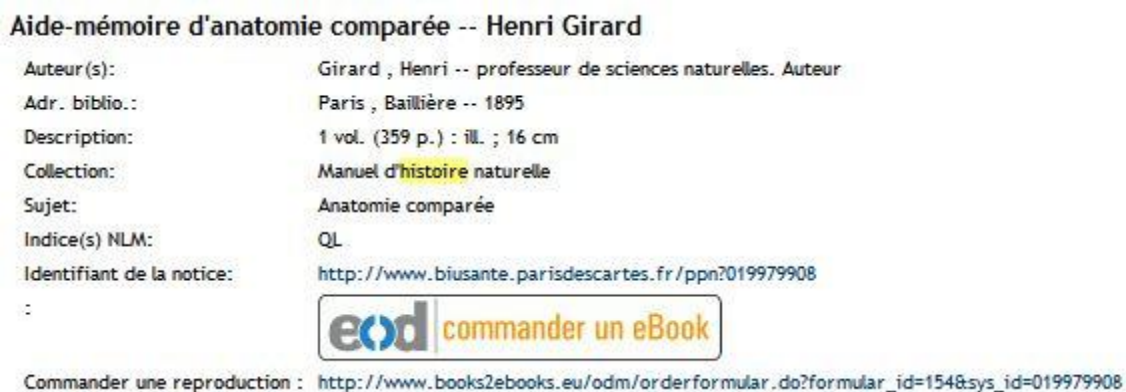 Aide-mémoire d'anatomie comparée -- Henri Girard
Auteur(s): Girard , Henri -- professeur de sciences naturelles. Auteur
Adr. biblio.: Paris , Baillière -- 1895
Description: 1 vol. (359 p.) : ill. ; 16 cm
Collection: Manuel d'histoire naturelle
Sujet: Anatomie comparée
Indice(s) NLM: QL
Identifiant de la notice: http://www.biusante.parisdescartes.fr/ppn?019979908
: eod commander un eBook
Commander une reproduction : http://www.books2ebooks.eu/odm/orderformular.do?formular_id=154&sys_id=019979908